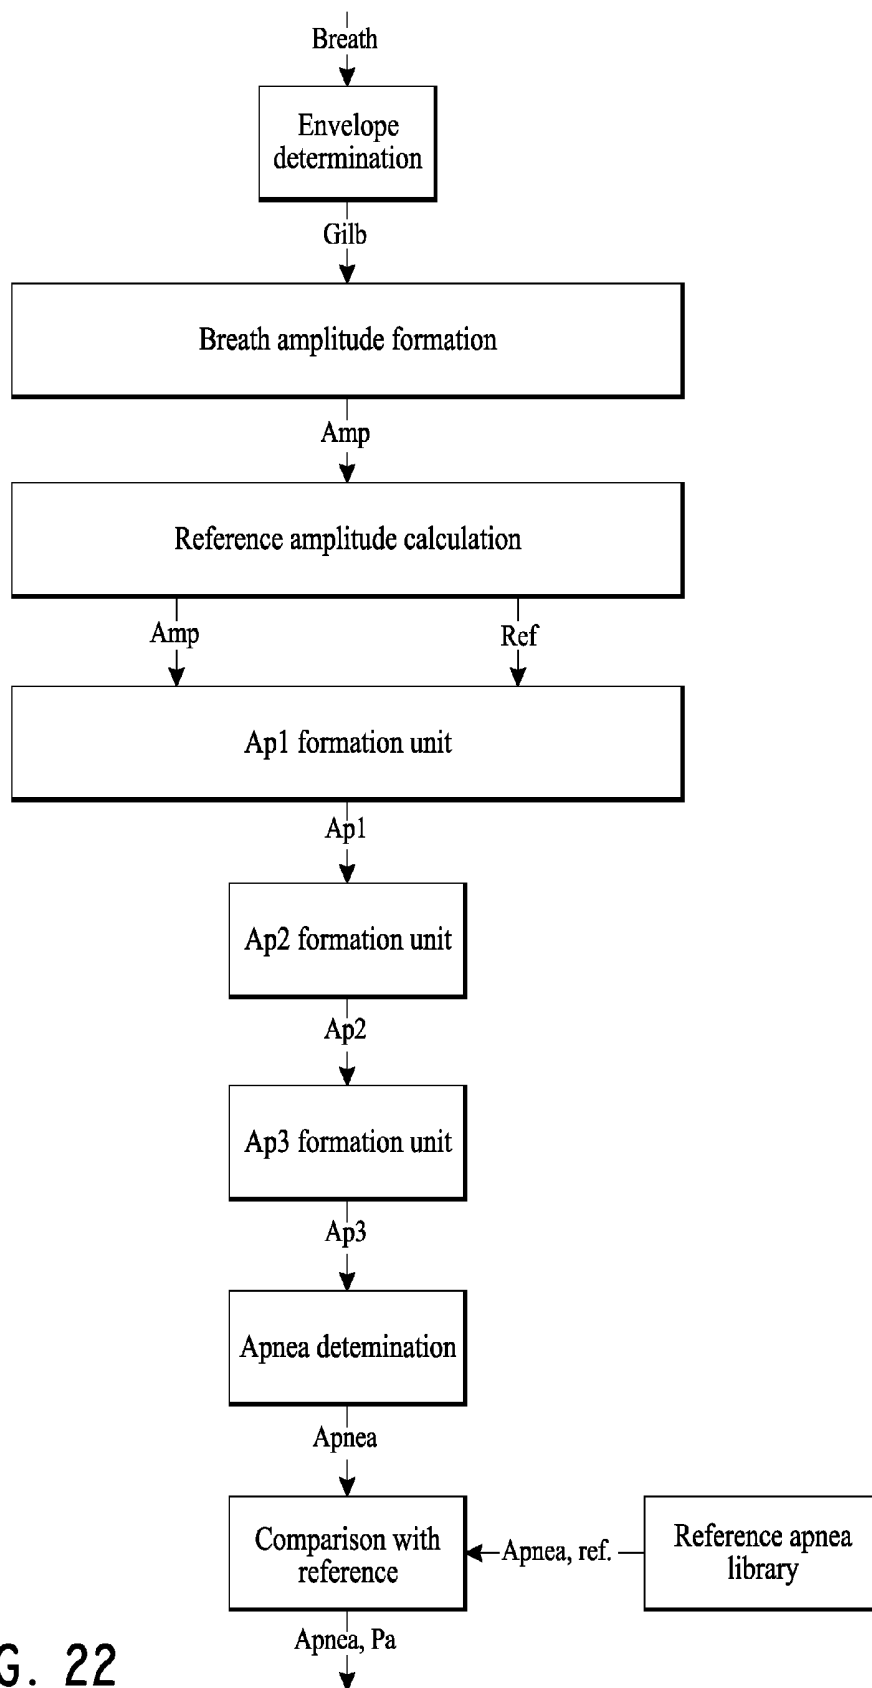 Breath
Envelope
determination
Gilb
Breath amplitude formation
Amp
Reference amplitude calculation
Amp
Ref
Ap1 formation unit
Ap1
Ap2 formation unit
Ap2
Ap3 formation unit
Ap3
Apnea detemination
Apnea
Comparison with
reference
Apnea, ref.
Reference apnea
library
Apnea, Pa
G. 22